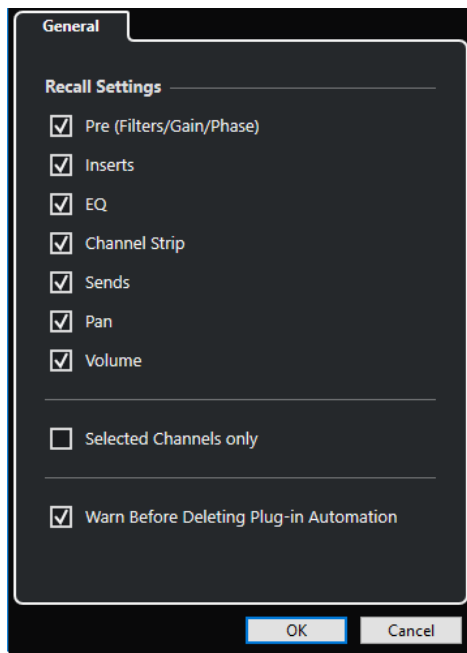 General
Recall Settings
Pre (Filters/Gain/Phase)
Inserts
EQ
Channel Strip
Sends
Pan
Volume
Selected Channels only
Warn Before Deleting Plug-in Automation
OK
Cancel